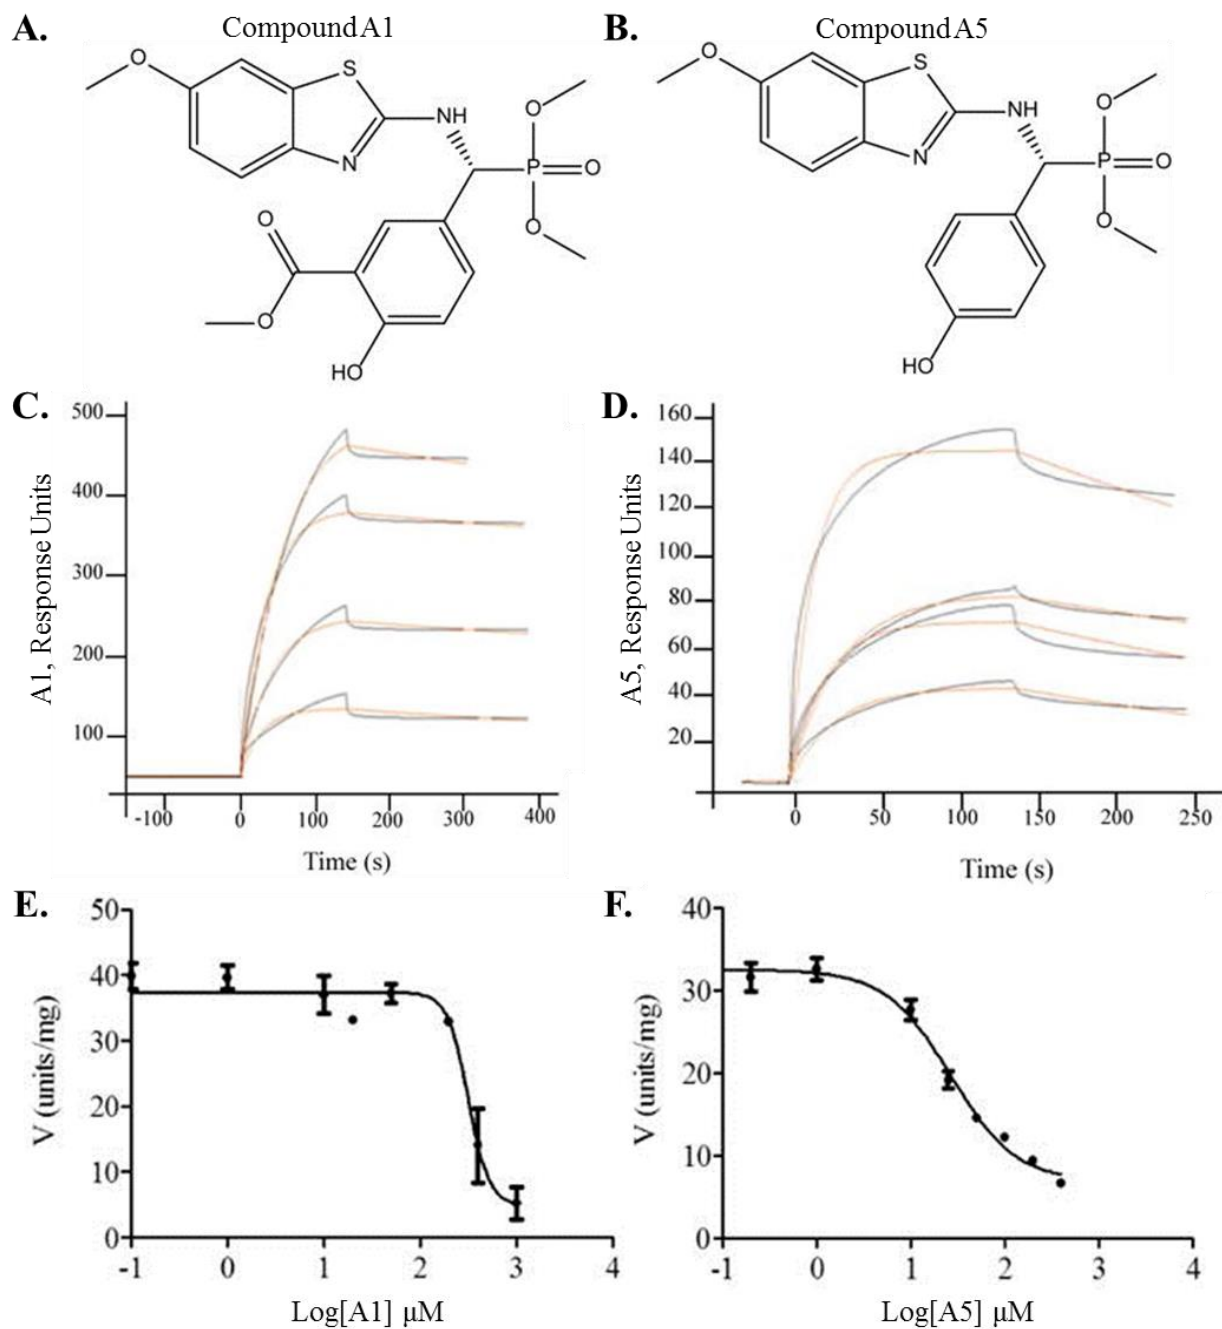 A. Compound A1 B. Compound A5
O S NH N O P O O O O HO
O S NH N O P O O HO
C. D.
A1, Response Units
500
400
300
200
100
-100 0 100 200 300 400
Time (s)
A5, Response Units
160
140
120
100
80
60
40
20
0 50 100 150 200 250
Time (s)
E. F.
V (units/mg)
50
40
30
20
10
0
-1 0 1 2 3 4
Log[A1] μM
V (units/mg)
40
30
20
10
0
-1 0 1 2 3 4
Log[A5] μM